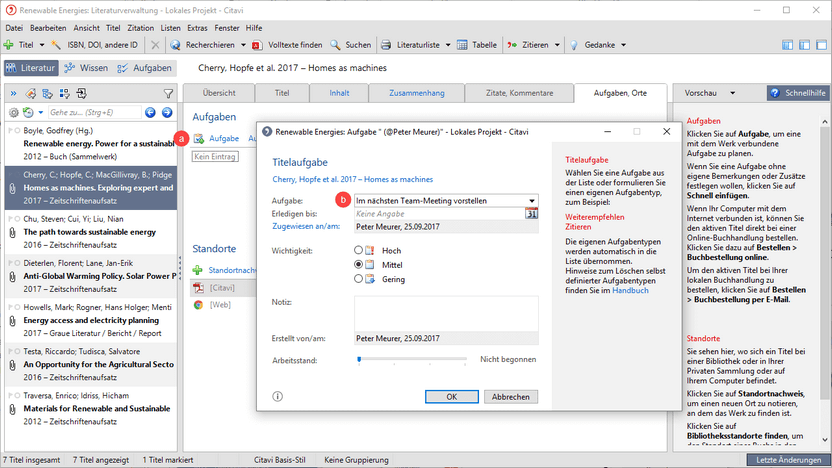 Renewable Energies: Literaturverwaltung - Lokales Projekt - Citavi
Datei Bearbeiten Ansicht Titel Zitation Listen Extras Fenster Hilfe
Titel ISBN, DOI, andere ID Recherchieren Volltexte finden Suchen Literaturliste Tabelle Zitieren Gedanke
Literatur Wissen Aufgaben
Cherry, Hopfe et al. 2017 – Homes as machines
Übersicht Titel Inhalt Zusammenfassung Zitate, Kommentare Aufgaben, Orte
Vorschau Schnellhilfe
Gehe zu... (Strg+E)
Boyle, Godfrey (Hg.)
Renewable energy. Power for a sustainab
2012 – Buch (Sammelwerk)
Cherry, C.; Hopfe, C.; MacGillivray, B.; Pidge
Homes as machines. Exploring expert and
2017 – Zeitschriftenaufsatz
Chu, Steven; Cui, Yi; Liu, Nian
The path towards sustainable energy
2016 – Zeitschriftenaufsatz
Dieterlen, Florent; Lane, Jan-Erik
Anti-Global Warming Policy. Solar Power P
2017 – Zeitschriftenaufsatz
Howells, Mark; Rogner, Hans Holger; Menti
Energy access and electricity planning
2017 – Graue Literatur / Bericht / Report
Testa, Riccardo; Tudisca, Salvatore
An Opportunity for the Agricultural Secto
2016 – Zeitschriftenaufsatz
Traversa, Enrico; Idriss, Hicham
Materials for Renewable and Sustainable
2012 – Zeitschriftenaufsatz
Aufgaben
a
Aufgabe
Kein Eintrag
Standorte
Standortnachw
[Citavi]
[Web]
Renewable Energies: Aufgabe " (@Peter Meurer)" - Lokales Projekt - Citavi
Titelaufgabe
Cherry, Hopfe et al. 2017 – Homes as machines
Aufgabe: b Im nächsten Team-Meeting vorstellen
Erledigen bis: Keine Angabe 31
Zugewiesen an/am: Peter Meurer, 25.09.2017
Wichtigkeit: Hoch
Mittel
Gering
Notiz:
Erstellt von/am: Peter Meurer, 25.09.2017
Arbeitsstand: Nicht begonnen
OK Abbrechen
Titelaufgabe
Wählen Sie eine Aufgabe aus
der Liste oder formulieren Sie
einen eigenen Aufgabentyp,
zum Beispiel:
Weiterempfehlen
Zitieren
Die eigenen Aufgabentypen
werden automatisch in die
Liste übernommen.
Hinweise zum Löschen selbst
definierter Aufgabentypen
finden Sie im Handbuch
Aufgaben
Klicken Sie auf Aufgabe, um eine
mit dem Werk verbundene
Aufgabe zu planen.
Wenn Sie eine Aufgabe ohne
eigene Bemerkungen oder Zusätze
festlegen wollen, klicken Sie auf
Schnell einfügen.
Wenn Ihr Computer mit dem
Internet verbunden ist, können Sie
den aktiven Titel direkt bei einer
Online-Buchhandlung bestellen.
Klicken Sie dazu auf Bestellen >
Buchbestellung online.
Um den aktiven Titel bei Ihrer
lokalen Buchhandlung zu
bestellen, klicken Sie auf Bestellen
> Buchbestellung per E-Mail.
Standorte
Sie sehen hier, wo sich ein Titel bei
einer Bibliothek oder in Ihrer
Privaten Sammlung oder auf
Ihrem Computer befindet.
Klicken Sie auf Standortnachweis,
um einen neuen Ort zu notieren,
an dem das Werk zu finden ist.
Klicken Sie auf
Bibliotheksstandorte finden, um
7 Titel insgesamt 7 Titel angezeigt 1 Titel markiert Citavi Basis-Stil Keine Gruppierung Letzte Änderungen